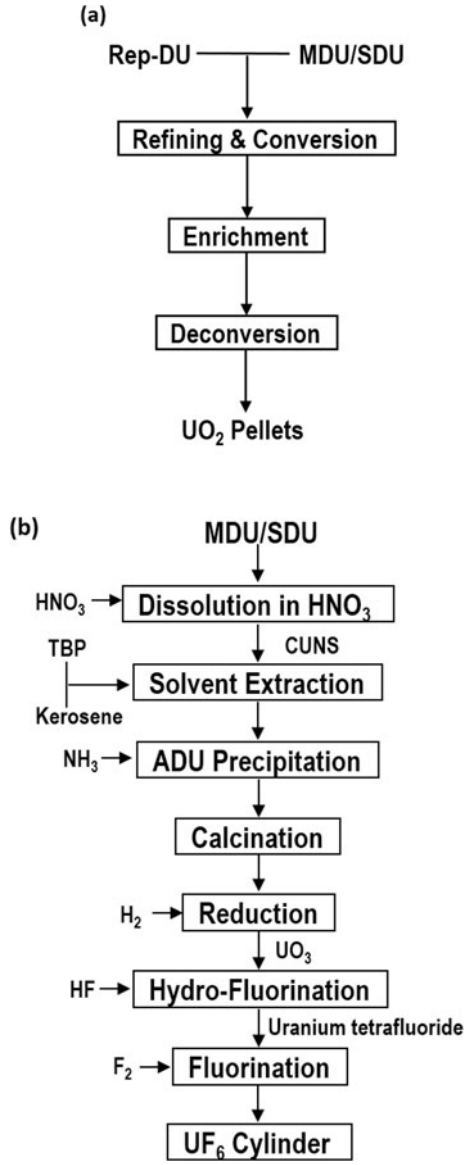 (a)
Rep-DU MDU/SDU
Refining & Conversion
Enrichment
Deconversion
UO₂ Pellets
(b)
MDU/SDU
HNO₃ Dissolution in HNO₃
CUNS
TBP
Solvent Extraction
Kerosene
NH₃ ADU Precipitation
Calcination
H₂ Reduction
UO₃
HF Hydro-Fluorination
Uranium tetrafluoride
F₂ Fluorination
UF₆ Cylinder